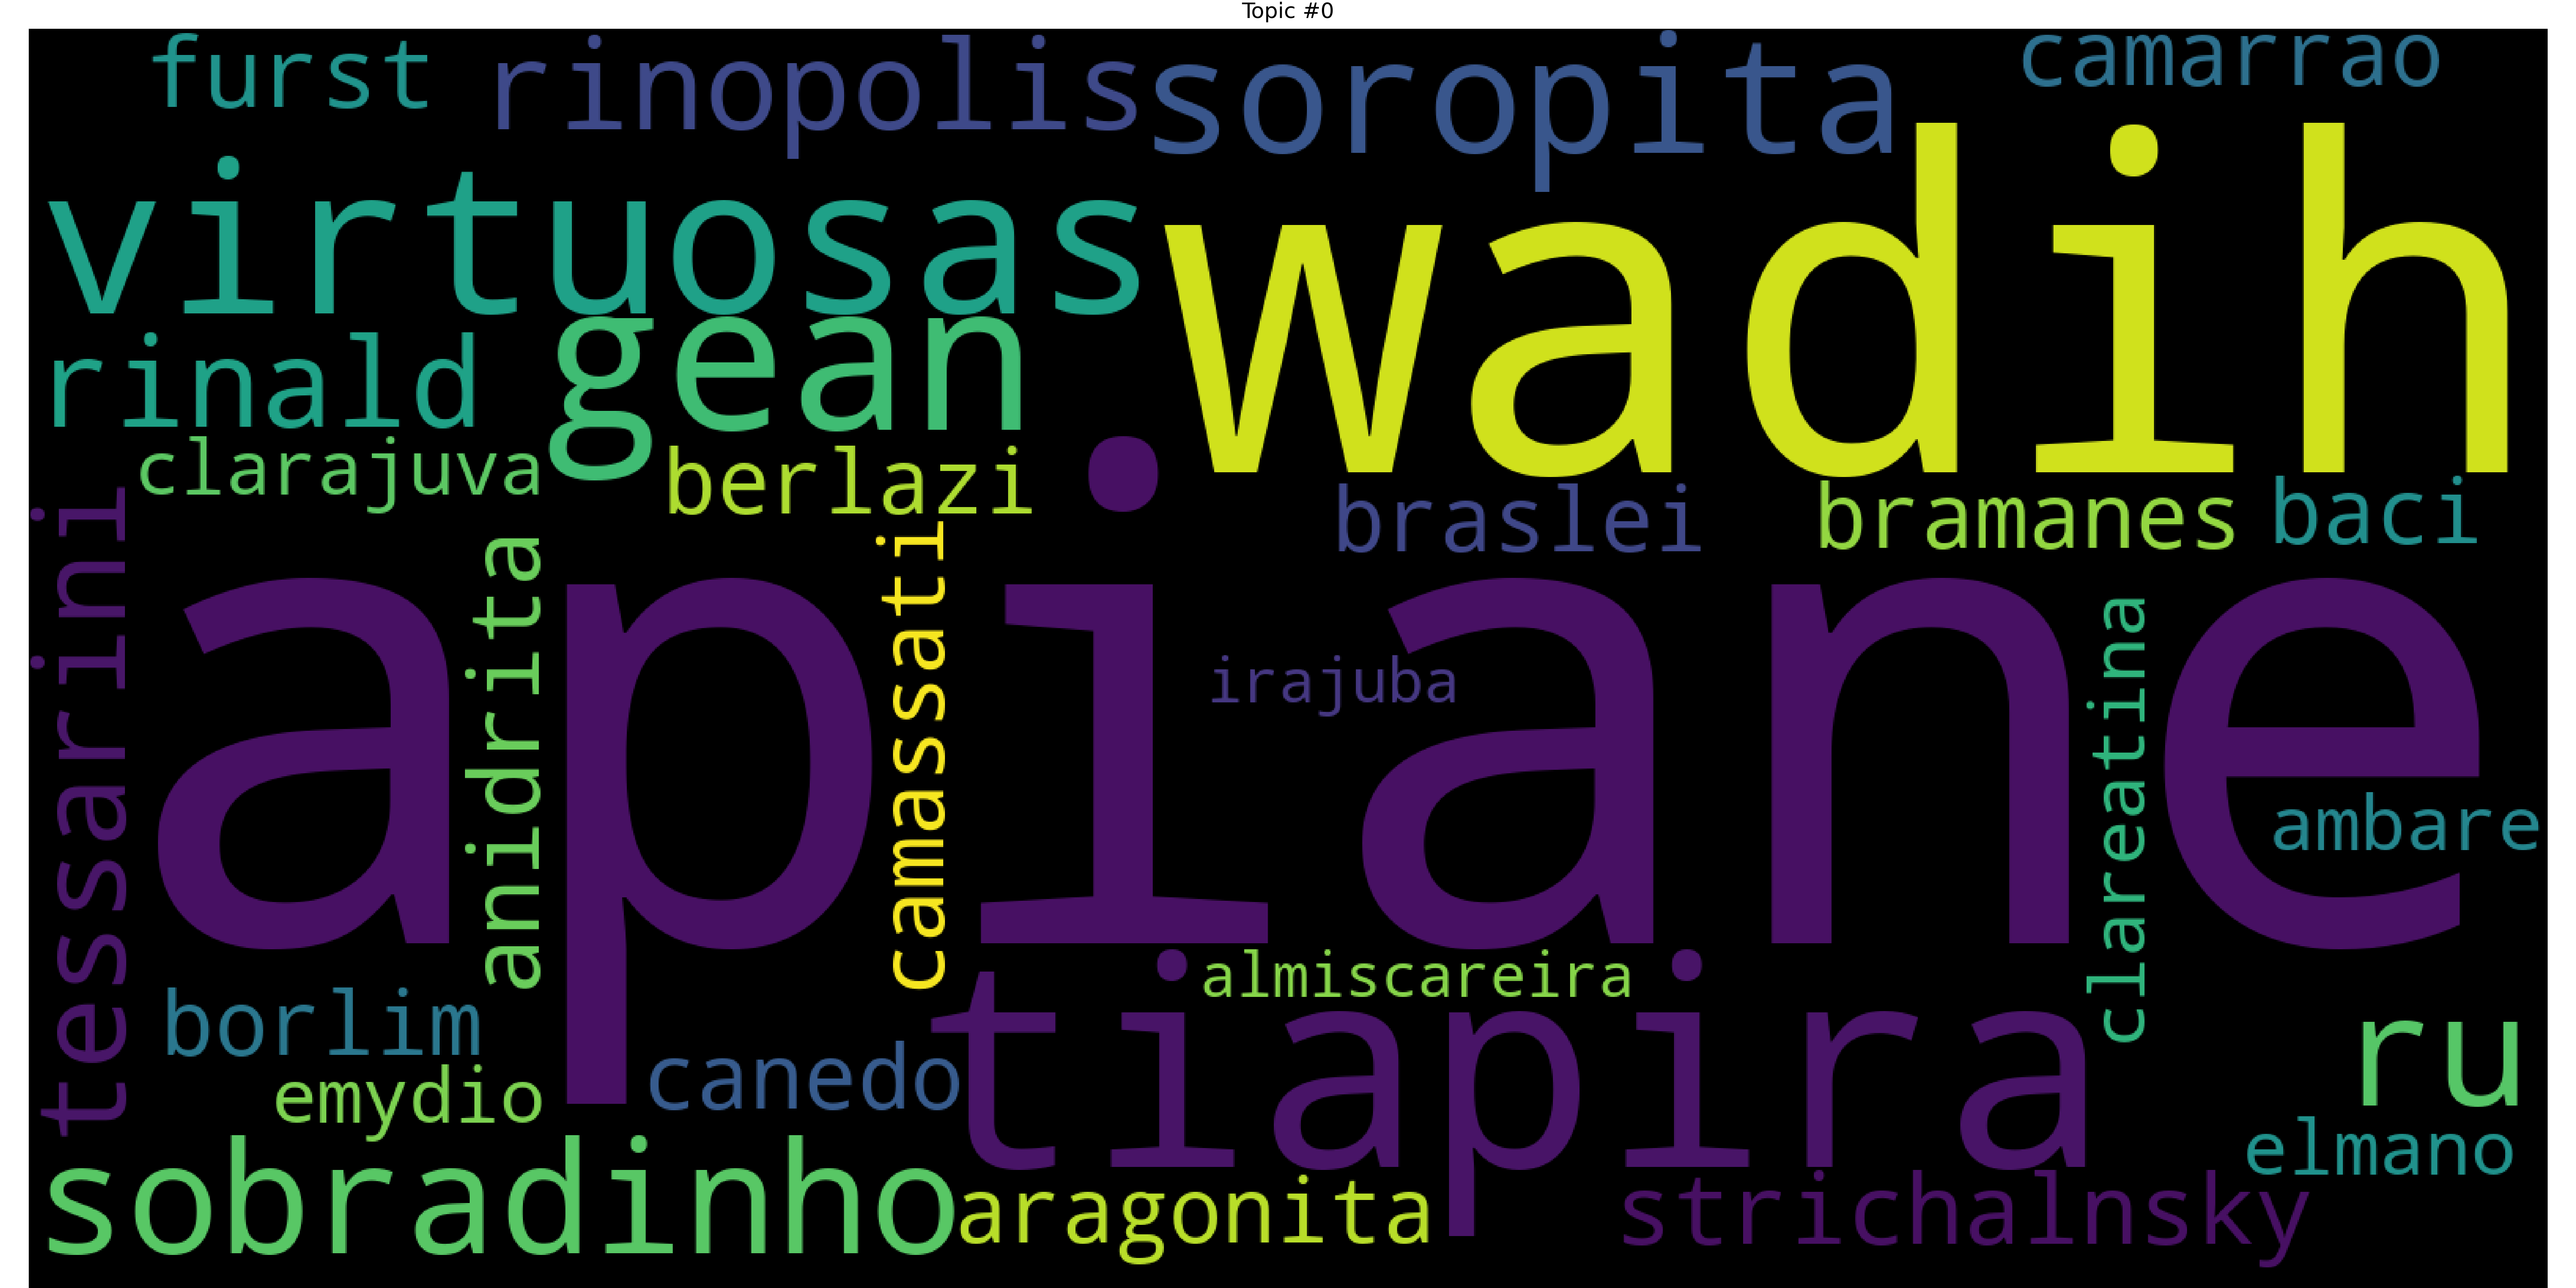 Topic #0
furst
rinopolis
soropita
camarrao
virtuosas
wadih
rinald
gean
clarajuva
berlazi
braslei
bramanes
baci
tessarini
anidrita
camassati
apiane
irajuba
clareatina
ambare
almiscareira
tiapira
borlim
canedo
ru
emydio
elmano
sobradinho
aragonita
strichalnsky